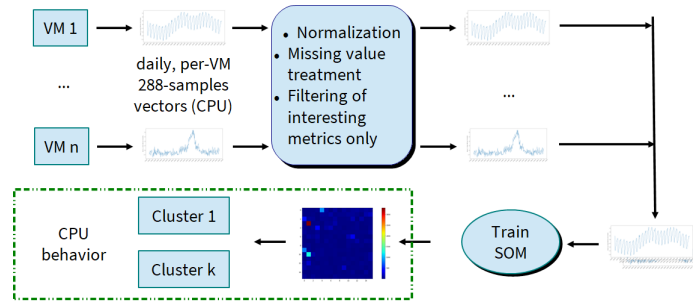 VM 1
...
VM n
daily, per-VM
288-samples
vectors (CPU)
• Normalization
• Missing value
treatment
• Filtering of
interesting
metrics only
...
CPU
behavior
Cluster 1
Cluster k
Train
SOM